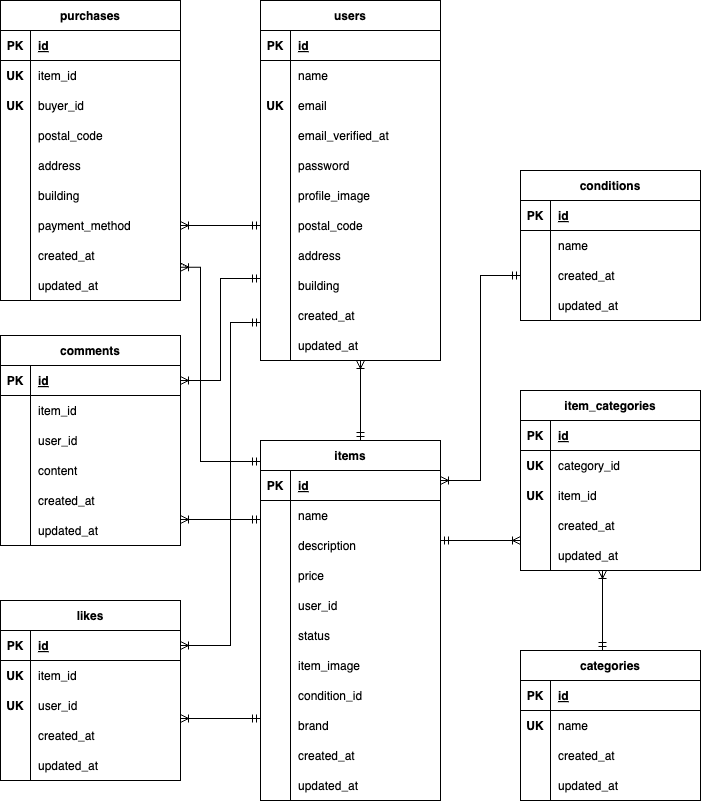 purchases
PK id
UK item_id
UK buyer_id
postal_code
address
building
payment_method
created_at
updated_at
users
PK id
name
UK email
email_verified_at
password
profile_image
postal_code
address
building
created_at
updated_at
conditions
PK id
name
created_at
updated_at
comments
PK id
item_id
user_id
content
created_at
updated_at
items
PK id
name
description
price
user_id
status
item_image
condition_id
brand
created_at
updated_at
item_categories
PK id
UK category_id
UK item_id
created_at
updated_at
likes
PK id
UK item_id
UK user_id
created_at
updated_at
categories
PK id
UK name
created_at
updated_at